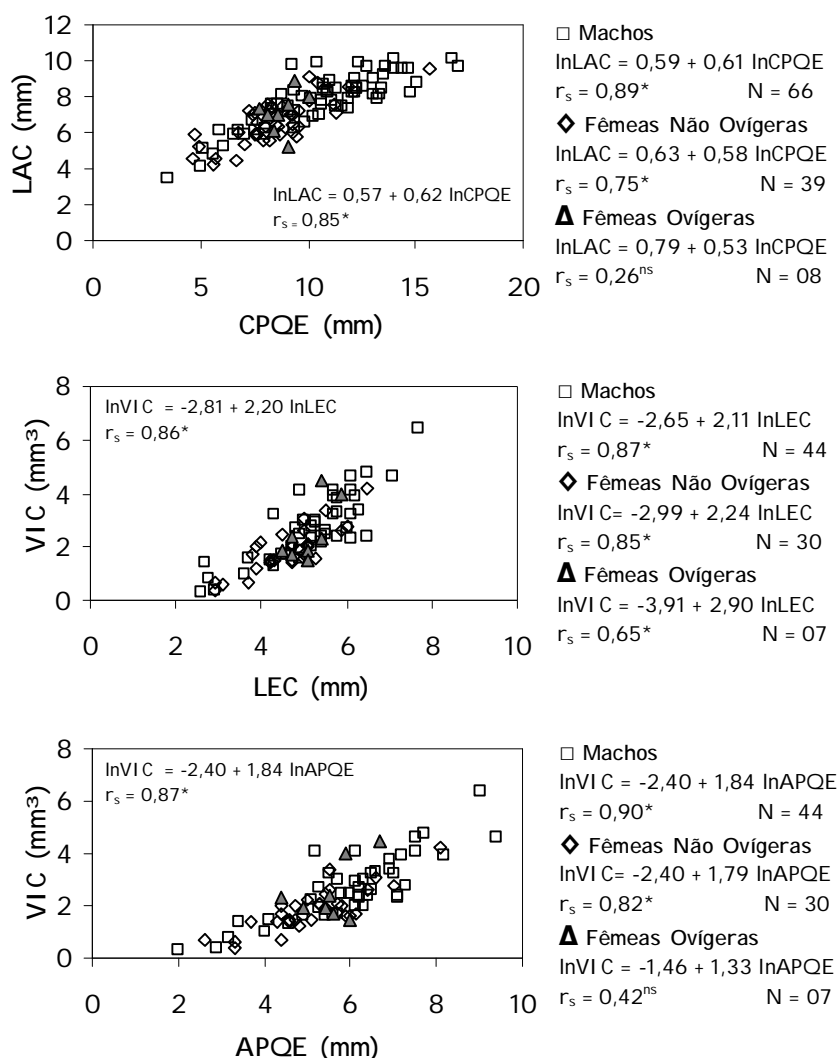 12
10
8
6
4
2
0
LAC (mm)
lnLAC = 0,57 + 0,62 lnCPQE
rs = 0,85*
0 5 10 15 20
CPQE (mm)
□ Machos
lnLAC = 0,59 + 0,61 lnCPQE
rs = 0,89* N = 66
◊ Fêmeas Não Ovígeras
lnLAC = 0,63 + 0,58 lnCPQE
rs = 0,75* N = 39
Δ Fêmeas Ovígeras
lnLAC = 0,79 + 0,53 lnCPQE
rs = 0,26ns N = 08
8
6
4
2
0
VIC (mm³)
lnVIC = -2,81 + 2,20 lnLEC
rs = 0,86*
0 2 4 6 8 10
LEC (mm)
□ Machos
lnVIC = -2,65 + 2,11 lnLEC
rs = 0,87* N = 44
◊ Fêmeas Não Ovígeras
lnVIC= -2,99 + 2,24 lnLEC
rs = 0,85* N = 30
Δ Fêmeas Ovígeras
lnVIC = -3,91 + 2,90 lnLEC
rs = 0,65* N = 07
8
6
4
2
0
VIC (mm³)
lnVIC = -2,40 + 1,84 lnAPQE
rs = 0,87*
0 2 4 6 8 10
APQE (mm)
□ Machos
lnVIC = -2,40 + 1,84 lnAPQE
rs = 0,90* N = 44
◊ Fêmeas Não Ovígeras
lnVIC= -2,40 + 1,79 lnAPQE
rs = 0,82* N = 30
Δ Fêmeas Ovígeras
lnVIC = -1,46 + 1,33 lnAPQE
rs = 0,42ns N = 07